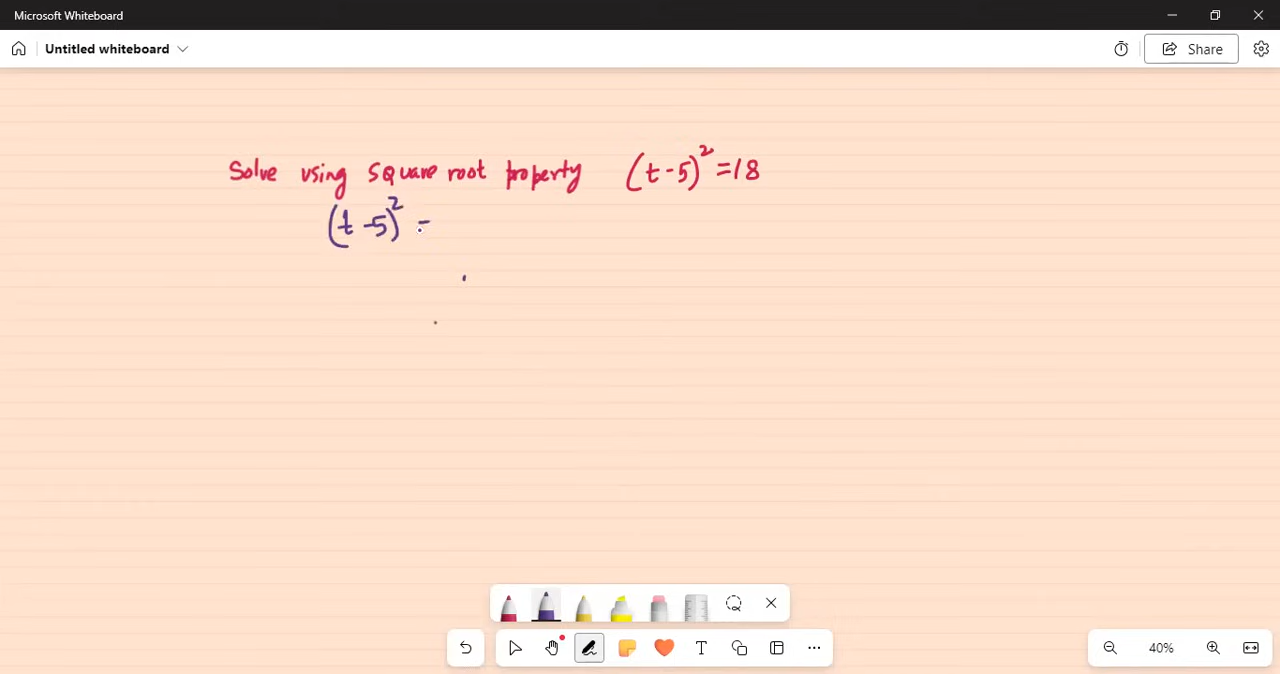 Microsoft Whiteboard
Untitled whiteboard
Share
Solve using square root property (t-5)²=18
(t-5)² =
40%